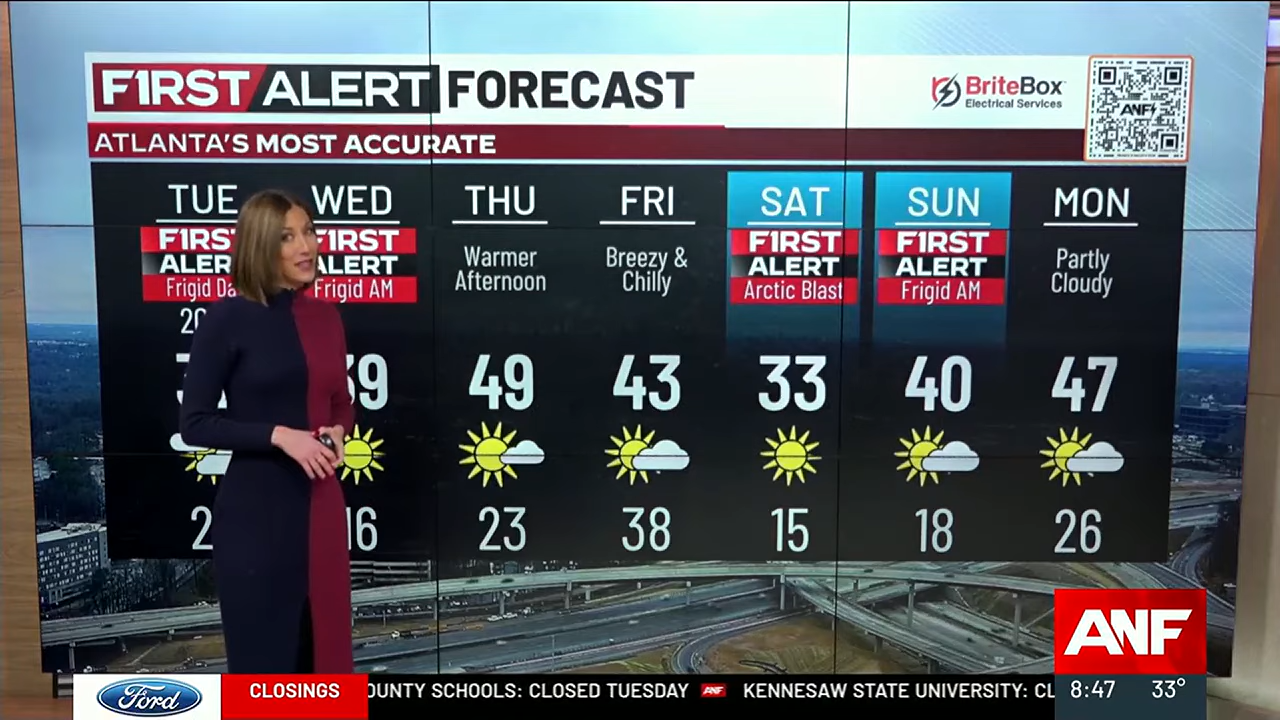 F1RST ALERT FORECAST
BriteBox
Electrical Services
ANF
ATLANTA'S MOST ACCURATE
TUE WED THU FRI SAT SUN MON
F1RST F1RST F1RST F1RST
ALERT ALERT ALERT
Frigid AM Arctic Blast Frigid AM
Warmer
Afternoon
Breezy &
Chilly
Partly
Cloudy
49 43 33 40 47
23 38 15 18 26
ANF
Ford CLOSINGS OUNTY SCHOOLS: CLOSED TUESDAY ANF KENNESAW STATE UNIVERSITY: CL
8:47 33°